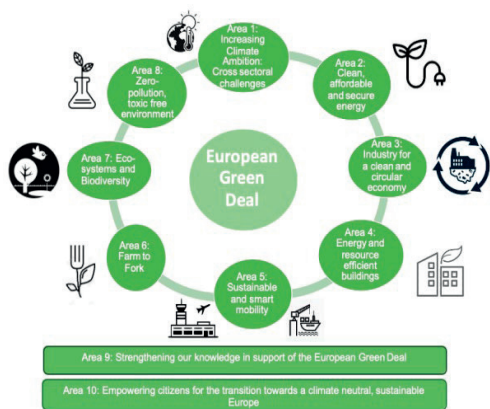 Area 1:
Increasing
Climate
Ambition:
Cross sectoral
challenges
Area 2:
Clean,
affordable
and secure
energy
Area 3:
Industry for
a clean and
circular
economy
Area 4:
Energy and
resource
efficient
buildings
Area 5:
Sustainable
and smart
mobility
Area 6:
Farm to
Fork
Area 7: Eco-
systems and
Biodiversity
Area 8:
Zero-
pollution,
toxic free
environment
European
Green
Deal
Area 9: Strengthening our knowledge in support of the European Green Deal
Area 10: Empowering citizens for the transition towards a climate neutral, sustainable
Europe